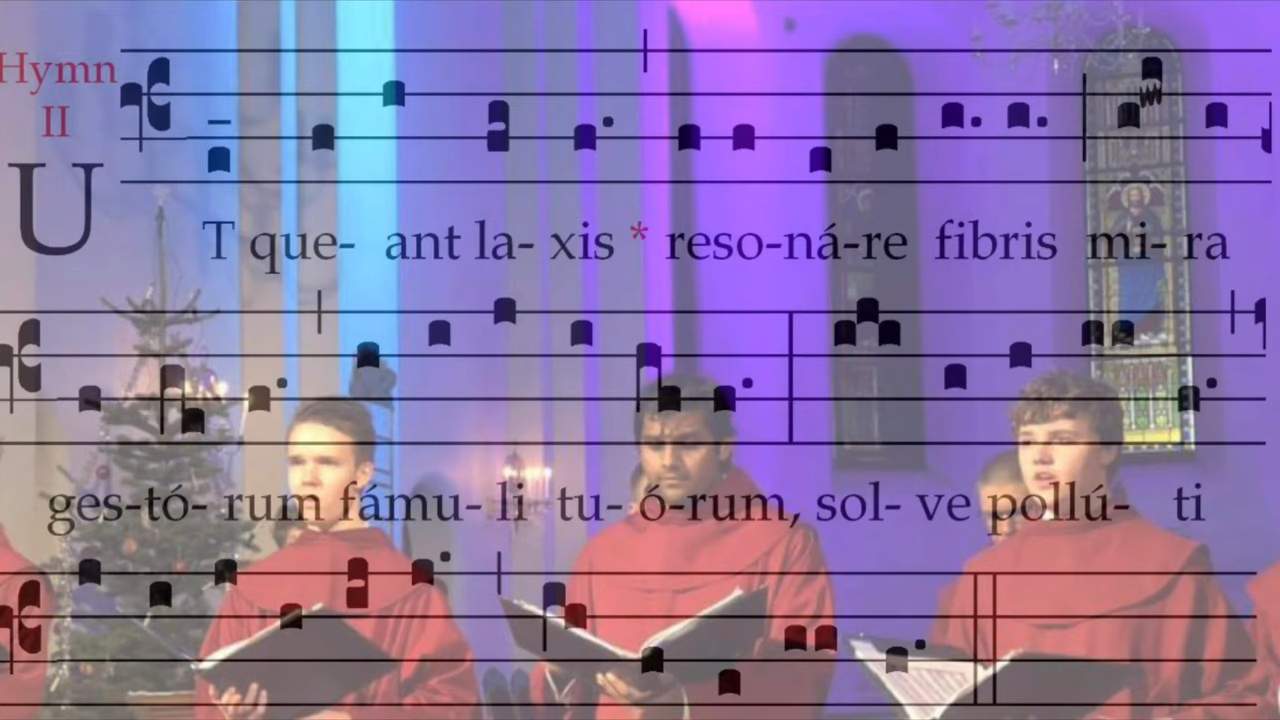 Hymn
II
UT que- ant la- xis * reso-ná-re fibris mi- ra
ges-tó- rum fámu- li tu- ó-rum, sol- ve pollú- ti